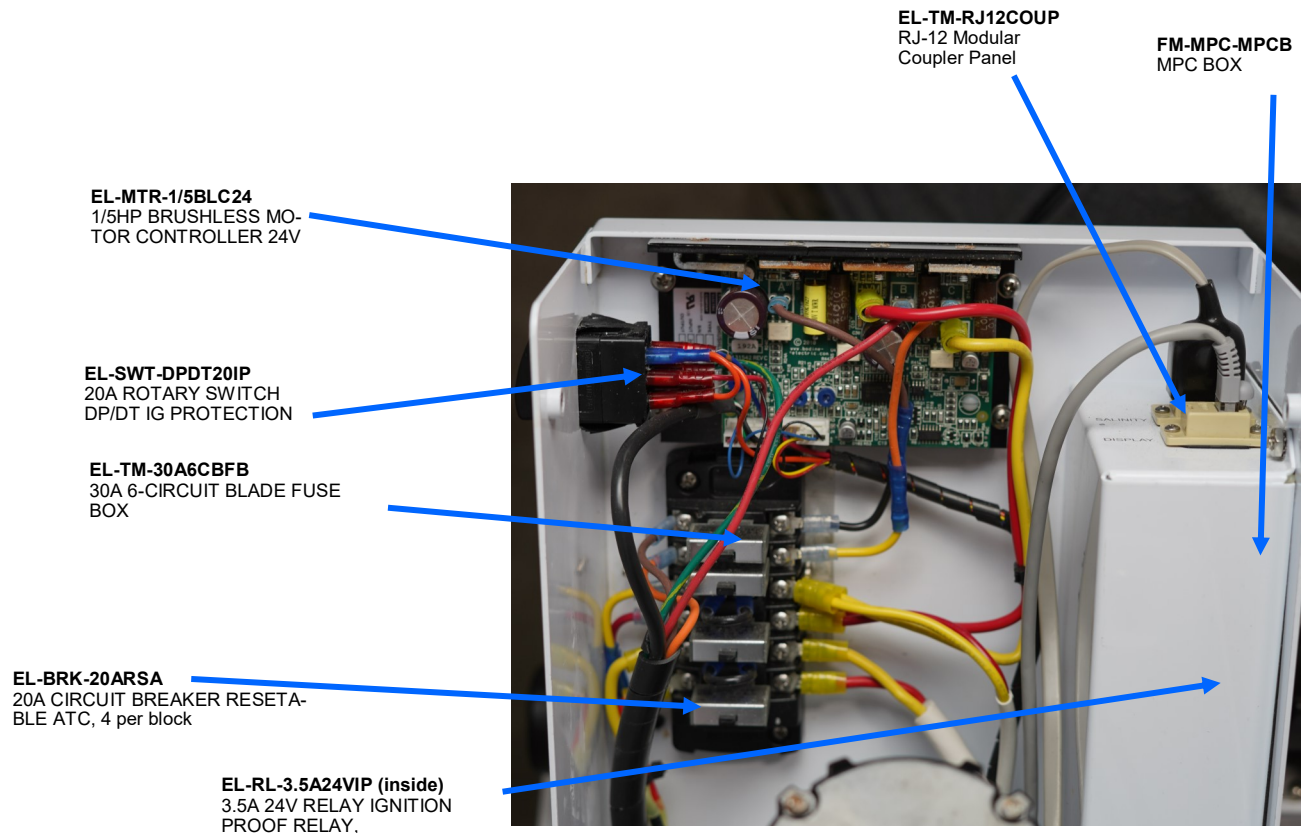 EL-TM-RJ12COUP
RJ-12 Modular
Coupler Panel
FM-MPC-MPCB
MPC BOX
EL-MTR-1/5BLC24
1/5HP BRUSHLESS MO-
TOR CONTROLLER 24V
EL-SWT-DPDT20IP
20A ROTARY SWITCH
DP/DT IG PROTECTION
EL-TM-30A6CBFB
30A 6-CIRCUIT BLADE FUSE
BOX
EL-BRK-20ARSA
20A CIRCUIT BREAKER RESETA-
BLE ATC, 4 per block
EL-RL-3.5A24VIP (inside)
3.5A 24V RELAY IGNITION
PROOF RELAY,
A
B
C
SALINITY
DISPLAY